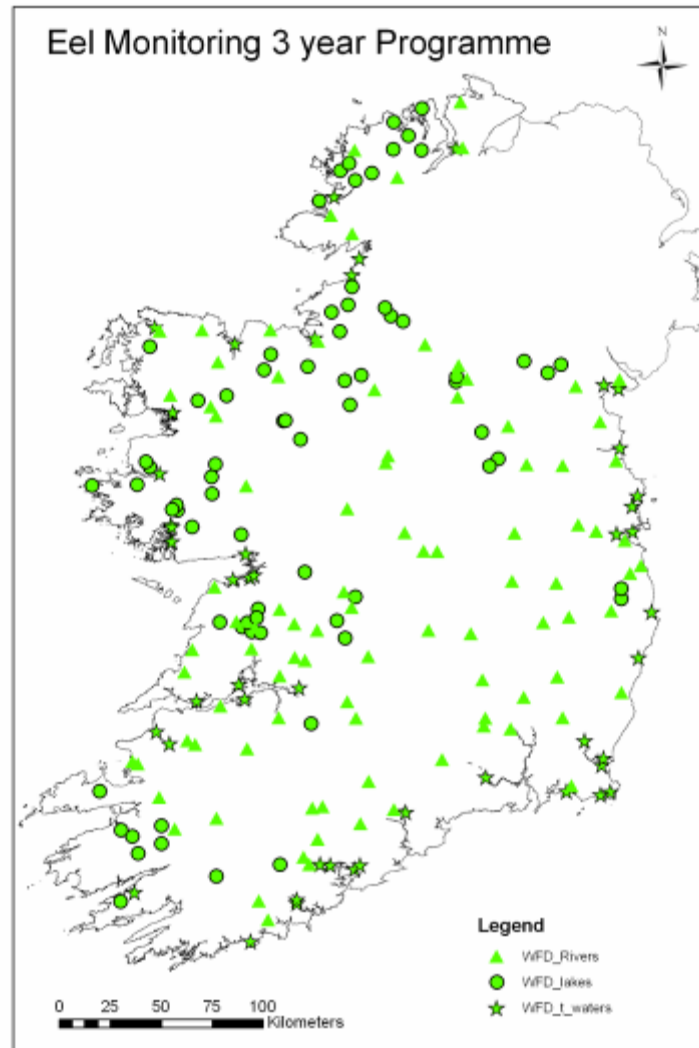 Eel Monitoring 3 year Programme
N
Legend
WFD_Rivers
WFD_lakes
WFD_t_waters
0 25 50 75 100
Kilometers